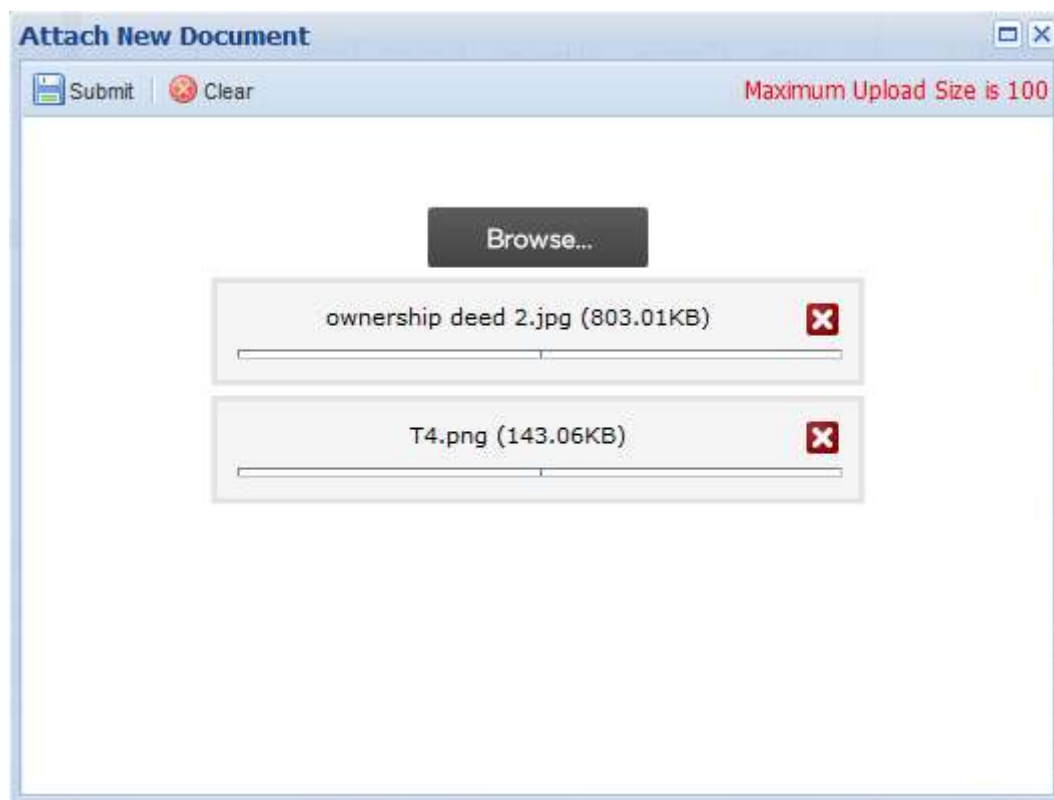 Attach New Document
Submit Clear Maximum Upload Size is 100
Browse...
ownership deed 2.jpg (803.01KB)
T4.png (143.06KB)